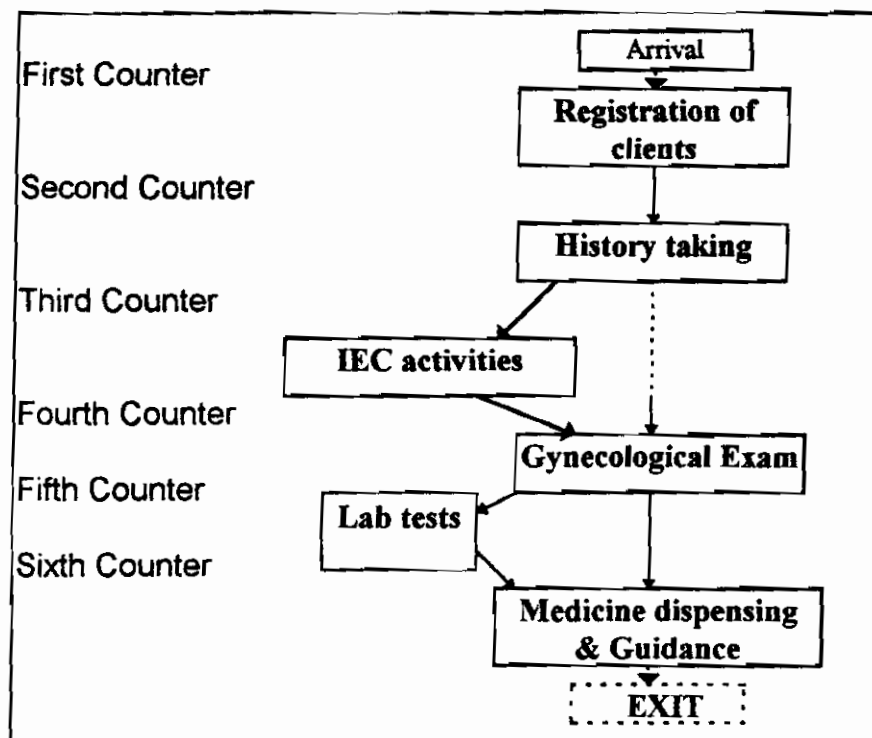 Arrival
First Counter
Registration of
clients
Second Counter
History taking
Third Counter
IEC activities
Fourth Counter
Gynecological Exam
Fifth Counter
Lab tests
Sixth Counter
Medicine dispensing
& Guidance
EXIT